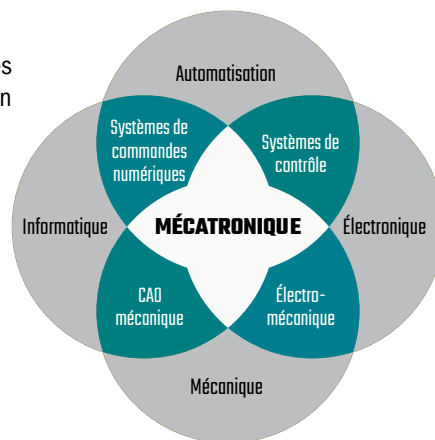 Automatisation
Systèmes de
commandes
numériques
Systèmes de
contrôle
Informatique
MÉCATRONIQUE
Électronique
CAO
mécanique
Électro-
mécanique
Mécanique